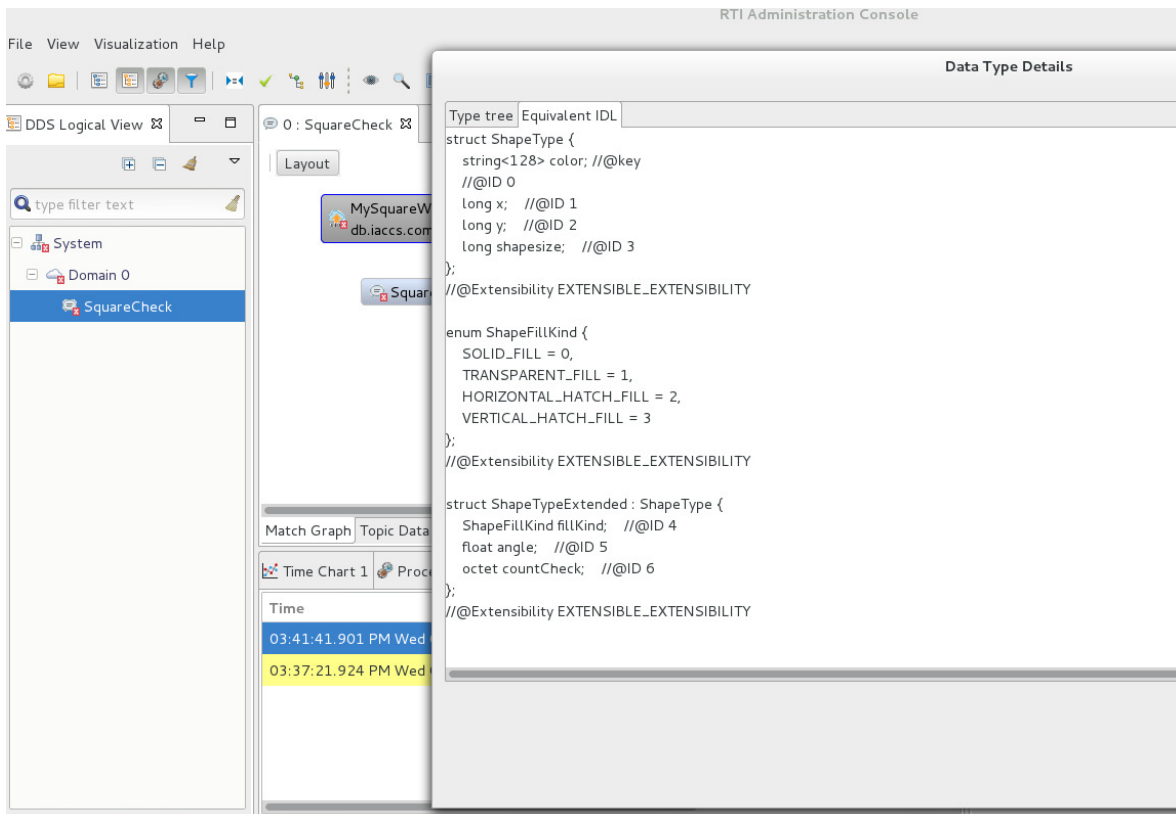 RTI Administration Console
File View Visualization Help
DDS Logical View
type filter text
System
Domain 0
SquareCheck
0 : SquareCheck
Layout
MySquareW
db.iaccs.com
Squar
Match Graph Topic Data
Time Chart 1 Proce
Time
03:41:41.901 PM Wed
03:37:21.924 PM Wed
Data Type Details
Type tree Equivalent IDL
struct ShapeType {
string<128> color; //@key
//@ID 0
long x; //@ID 1
long y; //@ID 2
long shapesize; //@ID 3
};
//@Extensibility EXTENSIBLE_EXTENSIBILITY
enum ShapeFillKind {
SOLID_FILL = 0,
TRANSPARENT_FILL = 1,
HORIZONTAL_HATCH_FILL = 2,
VERTICAL_HATCH_FILL = 3
};
//@Extensibility EXTENSIBLE_EXTENSIBILITY
struct ShapeTypeExtended : ShapeType {
ShapeFillKind fillKind; //@ID 4
float angle; //@ID 5
octet countCheck; //@ID 6
};
//@Extensibility EXTENSIBLE_EXTENSIBILITY